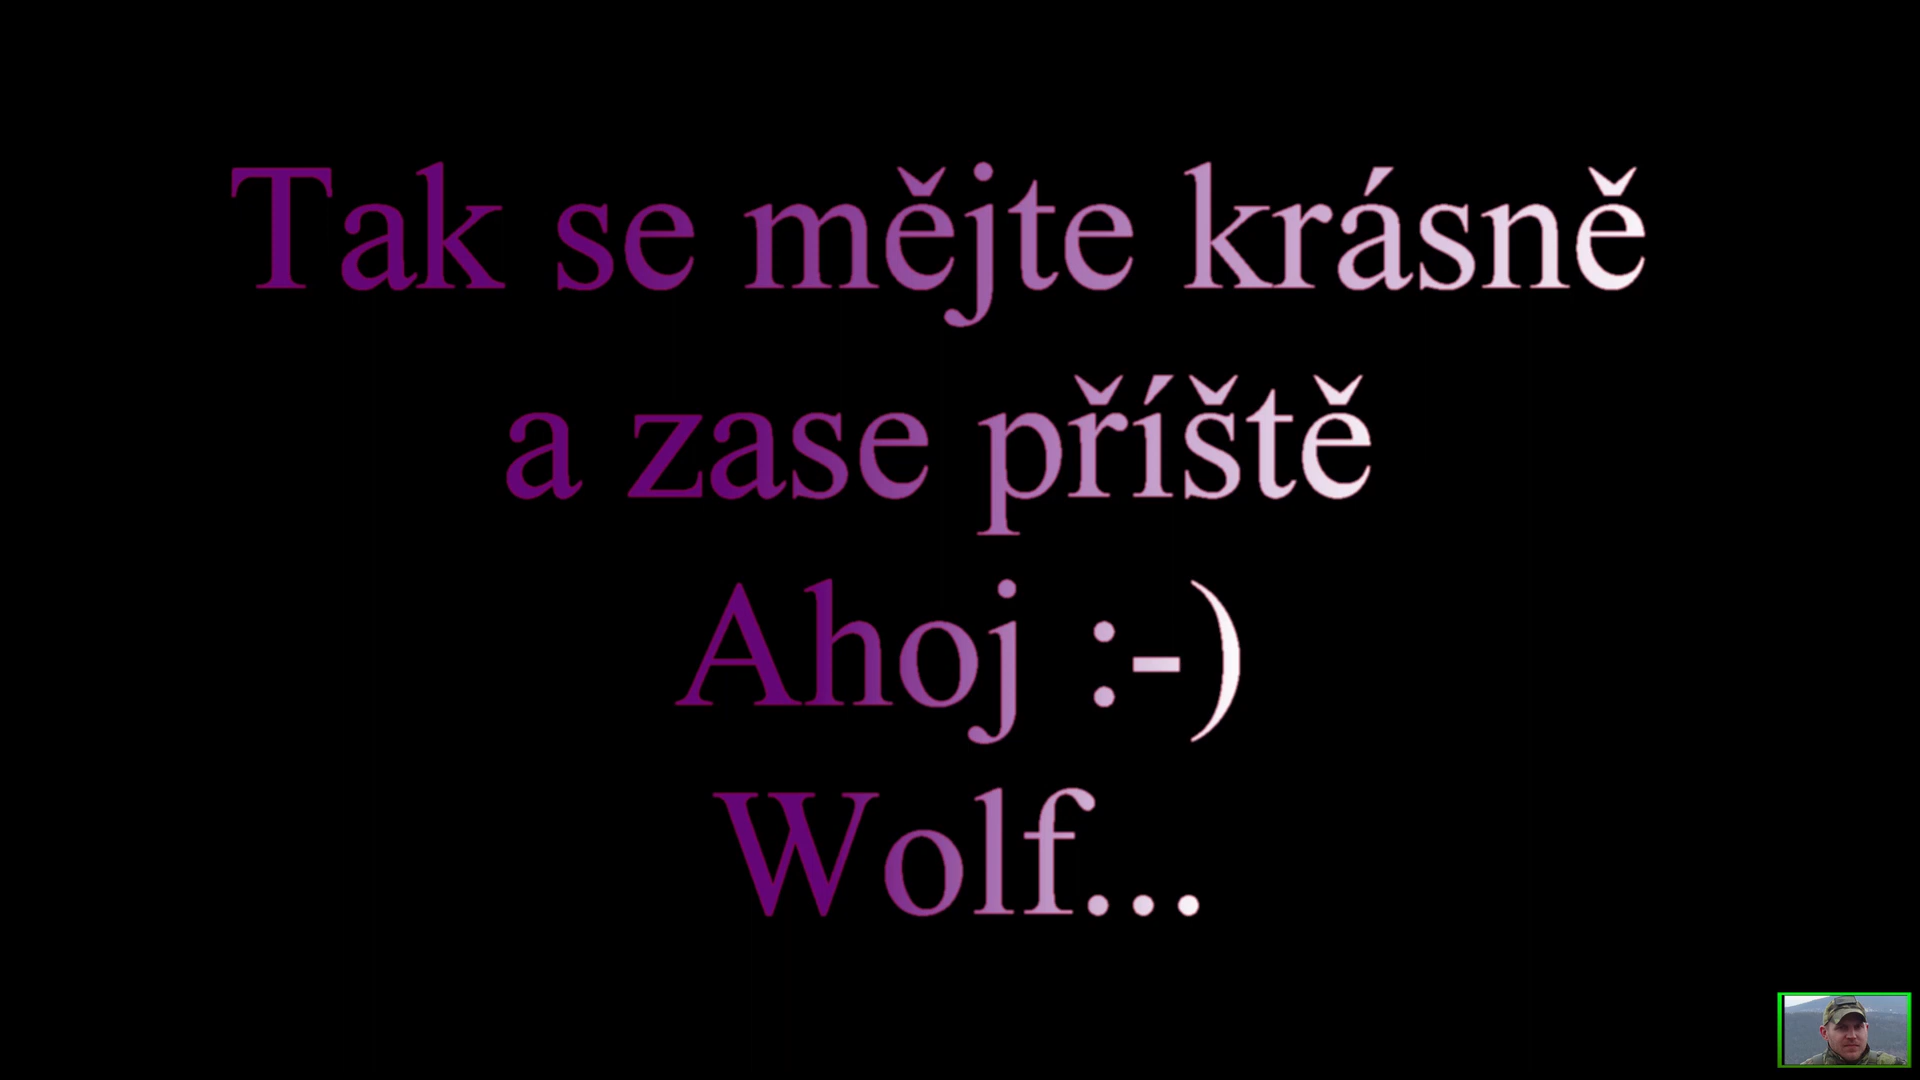 Tak se mějte krásně
a zase příště
Ahoj :-)
Wolf...